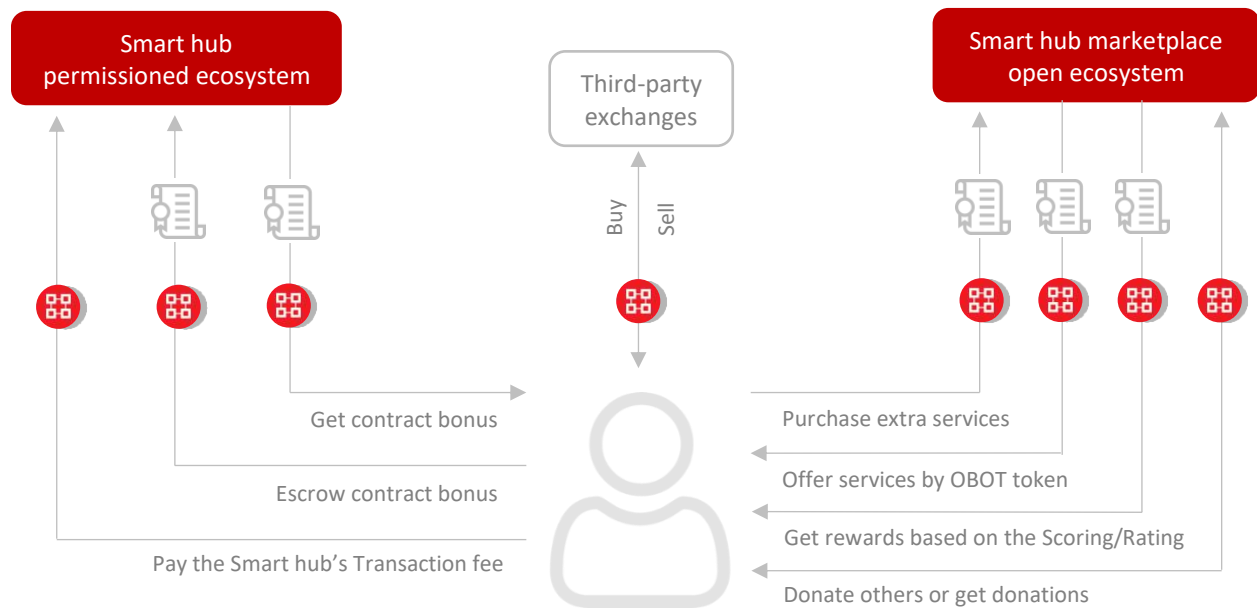 Smart hub
permissioned ecosystem
Third-party
exchanges
Smart hub marketplace
open ecosystem
Buy
Sell
Get contract bonus
Escrow contract bonus
Pay the Smart hub’s Transaction fee
Purchase extra services
Offer services by OBOT token
Get rewards based on the Scoring/Rating
Donate others or get donations